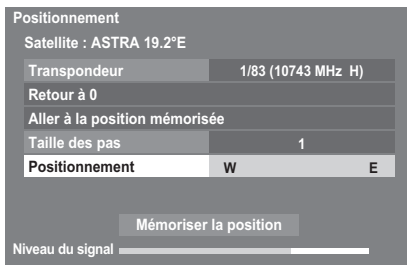 Positionnement
Satellite : ASTRA 19.2°E
Transpondeur 1/83 (10743 MHz H)
Retour à 0
Aller à la position mémorisée
Taille des pas 1
Positionnement W E
Mémoriser la position
Niveau du signal